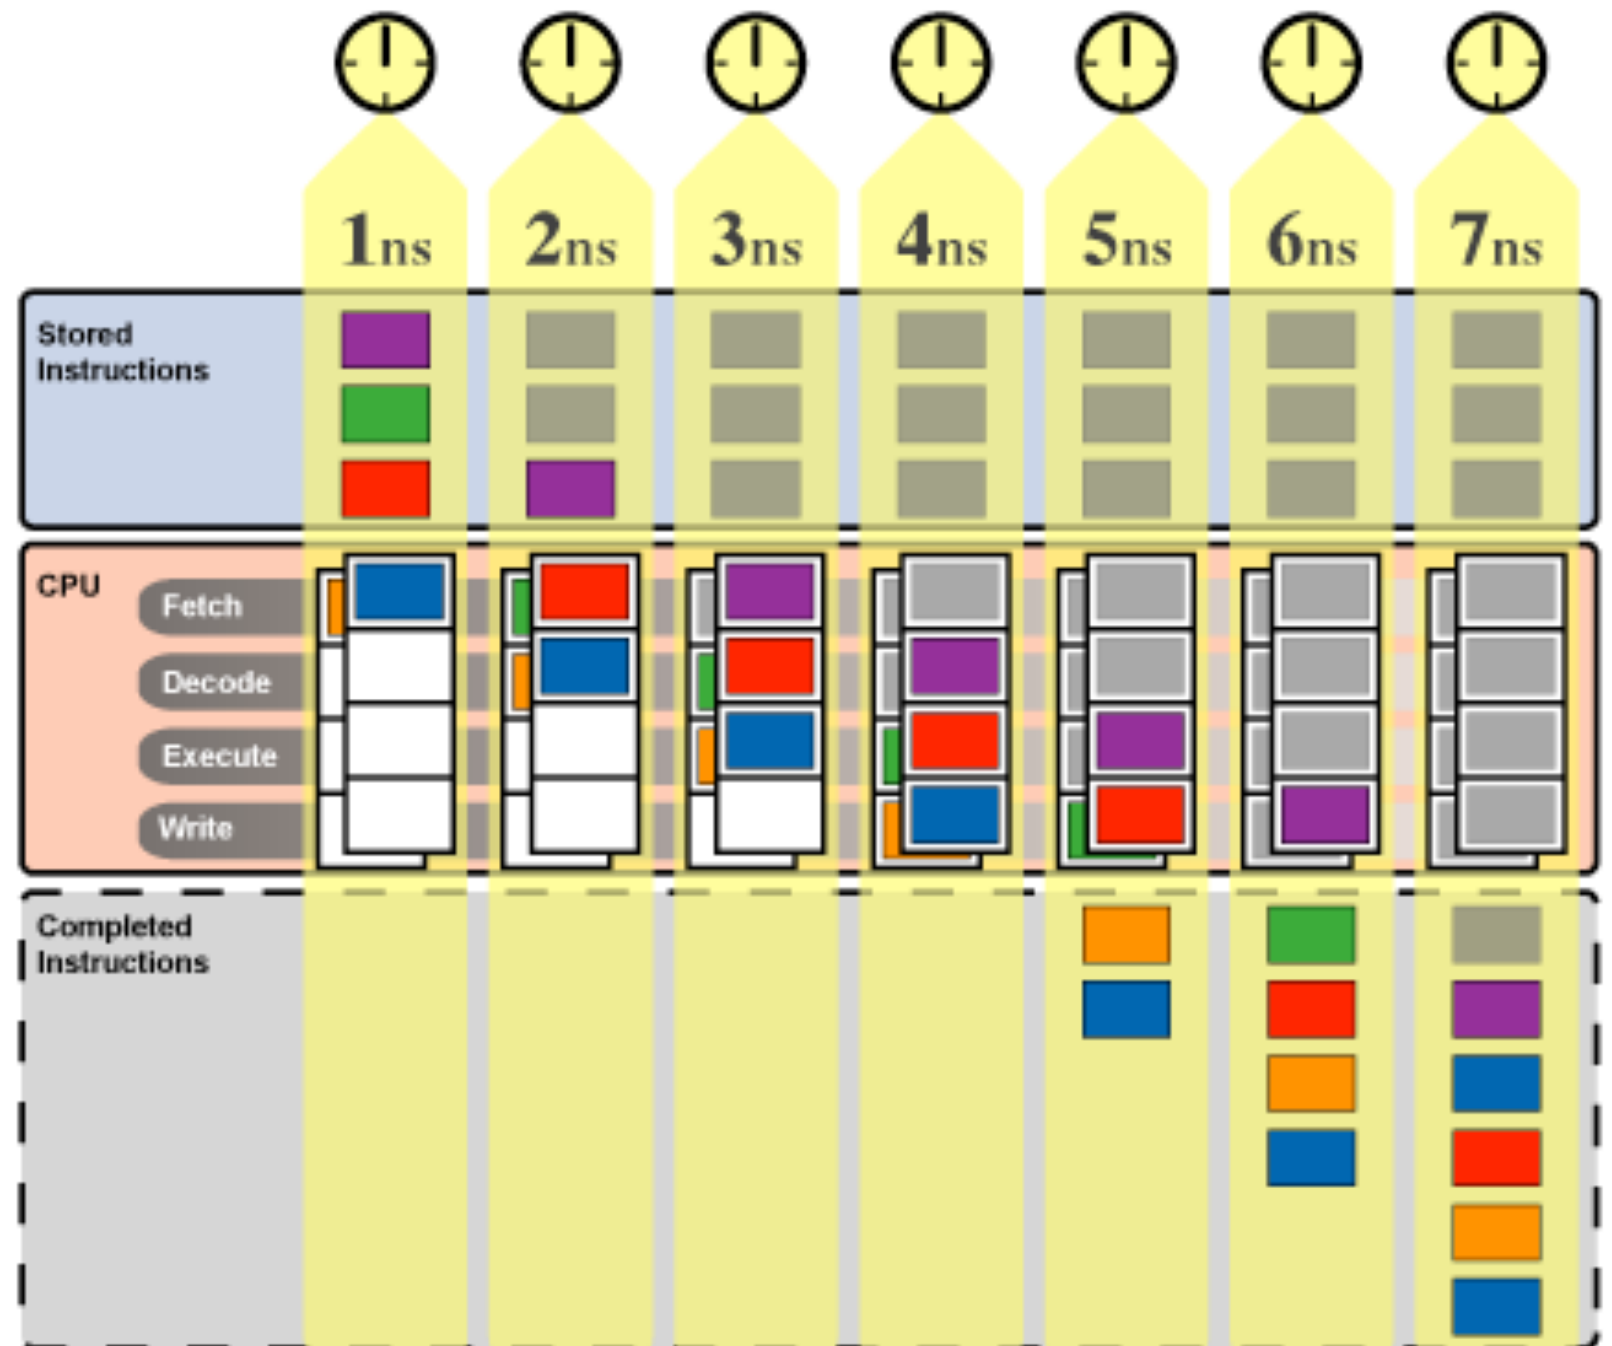 1ns 2ns 3ns 4ns 5ns 6ns 7ns
Stored
Instructions
CPU
Fetch
Decode
Execute
Write
Completed
Instructions